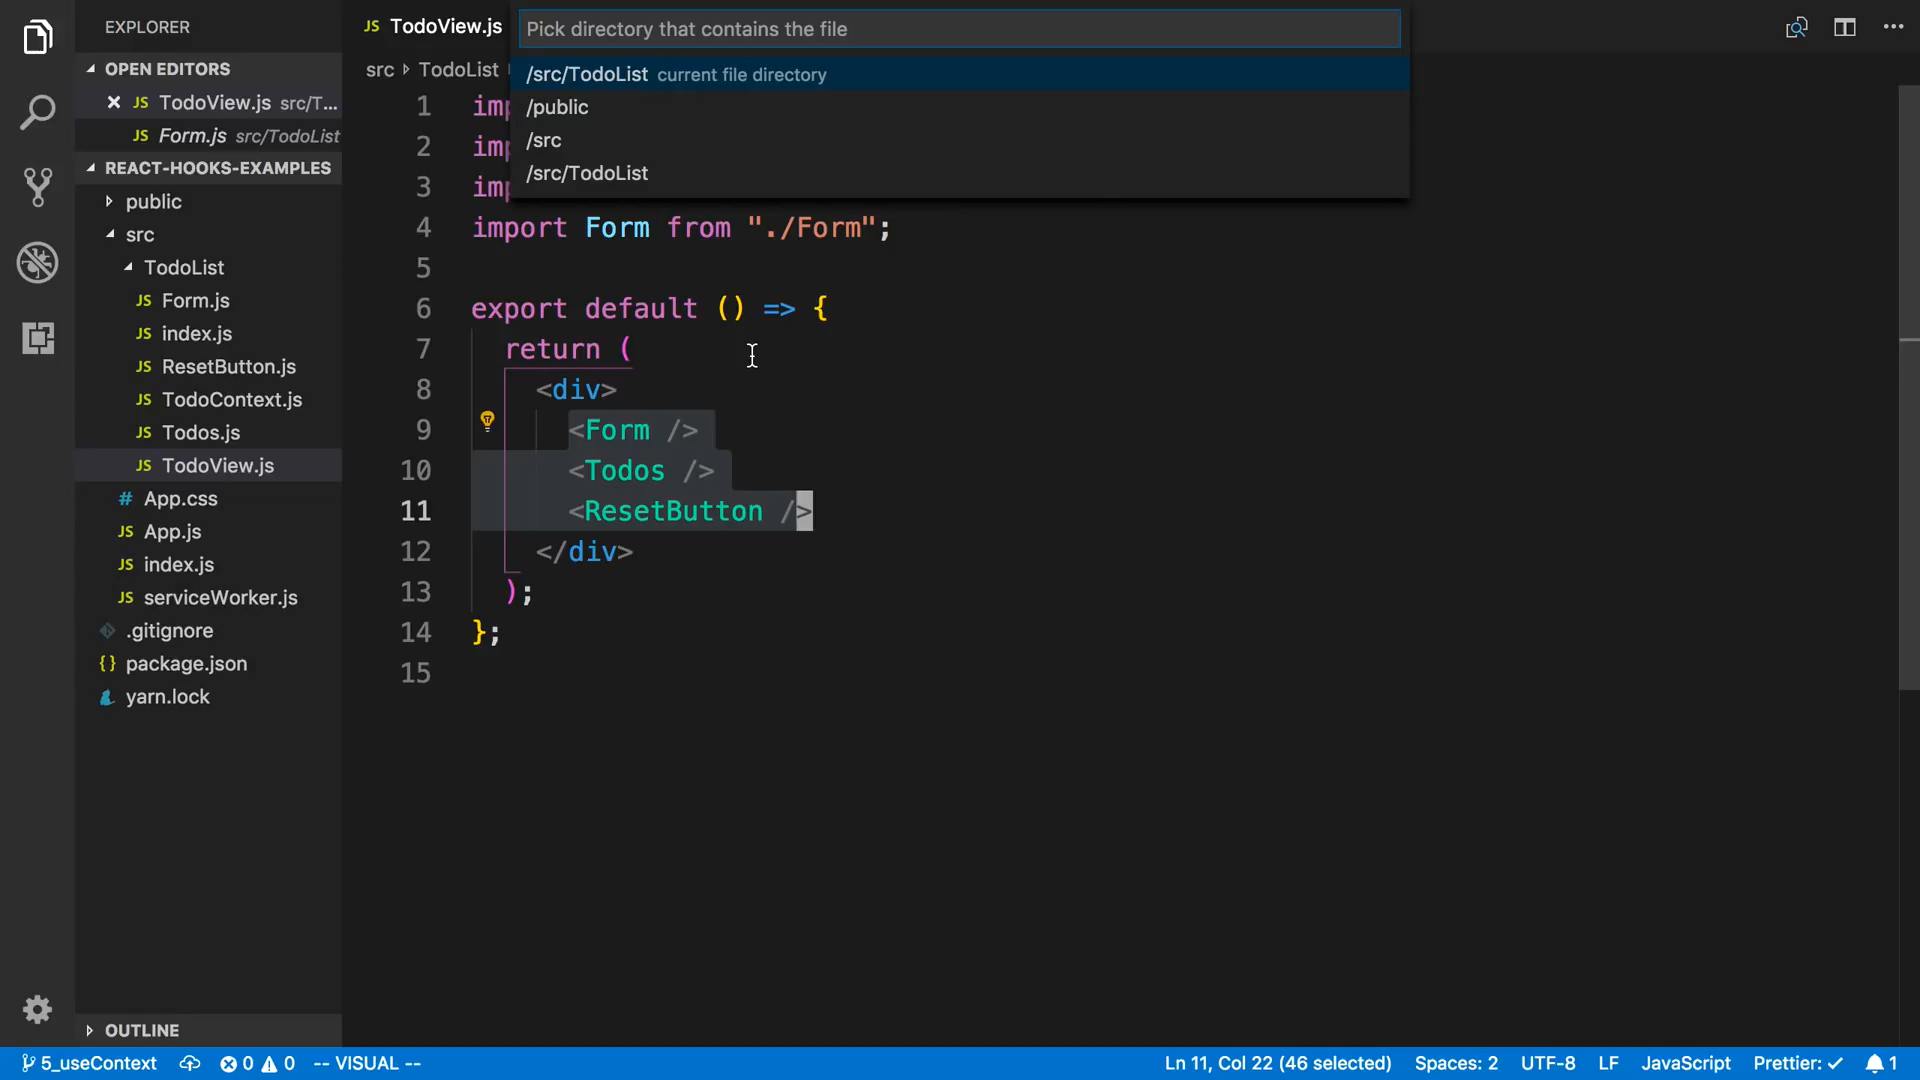 EXPLORER
OPEN EDITORS
JS TodoView.js src/T...
JS Form.js src/TodoList
REACT-HOOKS-EXAMPLES
public
src
TodoList
JS Form.js
JS index.js
JS ResetButton.js
JS TodoContext.js
JS Todos.js
JS TodoView.js
# App.css
JS App.js
JS index.js
JS serviceWorker.js
.gitignore
{} package.json
yarn.lock
OUTLINE
JS TodoView.js
src TodoList
Pick directory that contains the file
/src/TodoList current file directory
/public
/src
/src/TodoList
1 imp
2 imp
3 imp
4 import Form from "./Form";
5
6 export default () => {
7 return (
8 <div>
9 <Form />
10 <Todos />
11 <ResetButton />
12 </div>
13 );
14 };
15
5_useContext 0 0 -- VISUAL -- Ln 11, Col 22 (46 selected) Spaces: 2 UTF-8 LF JavaScript Prettier: ✓ 1